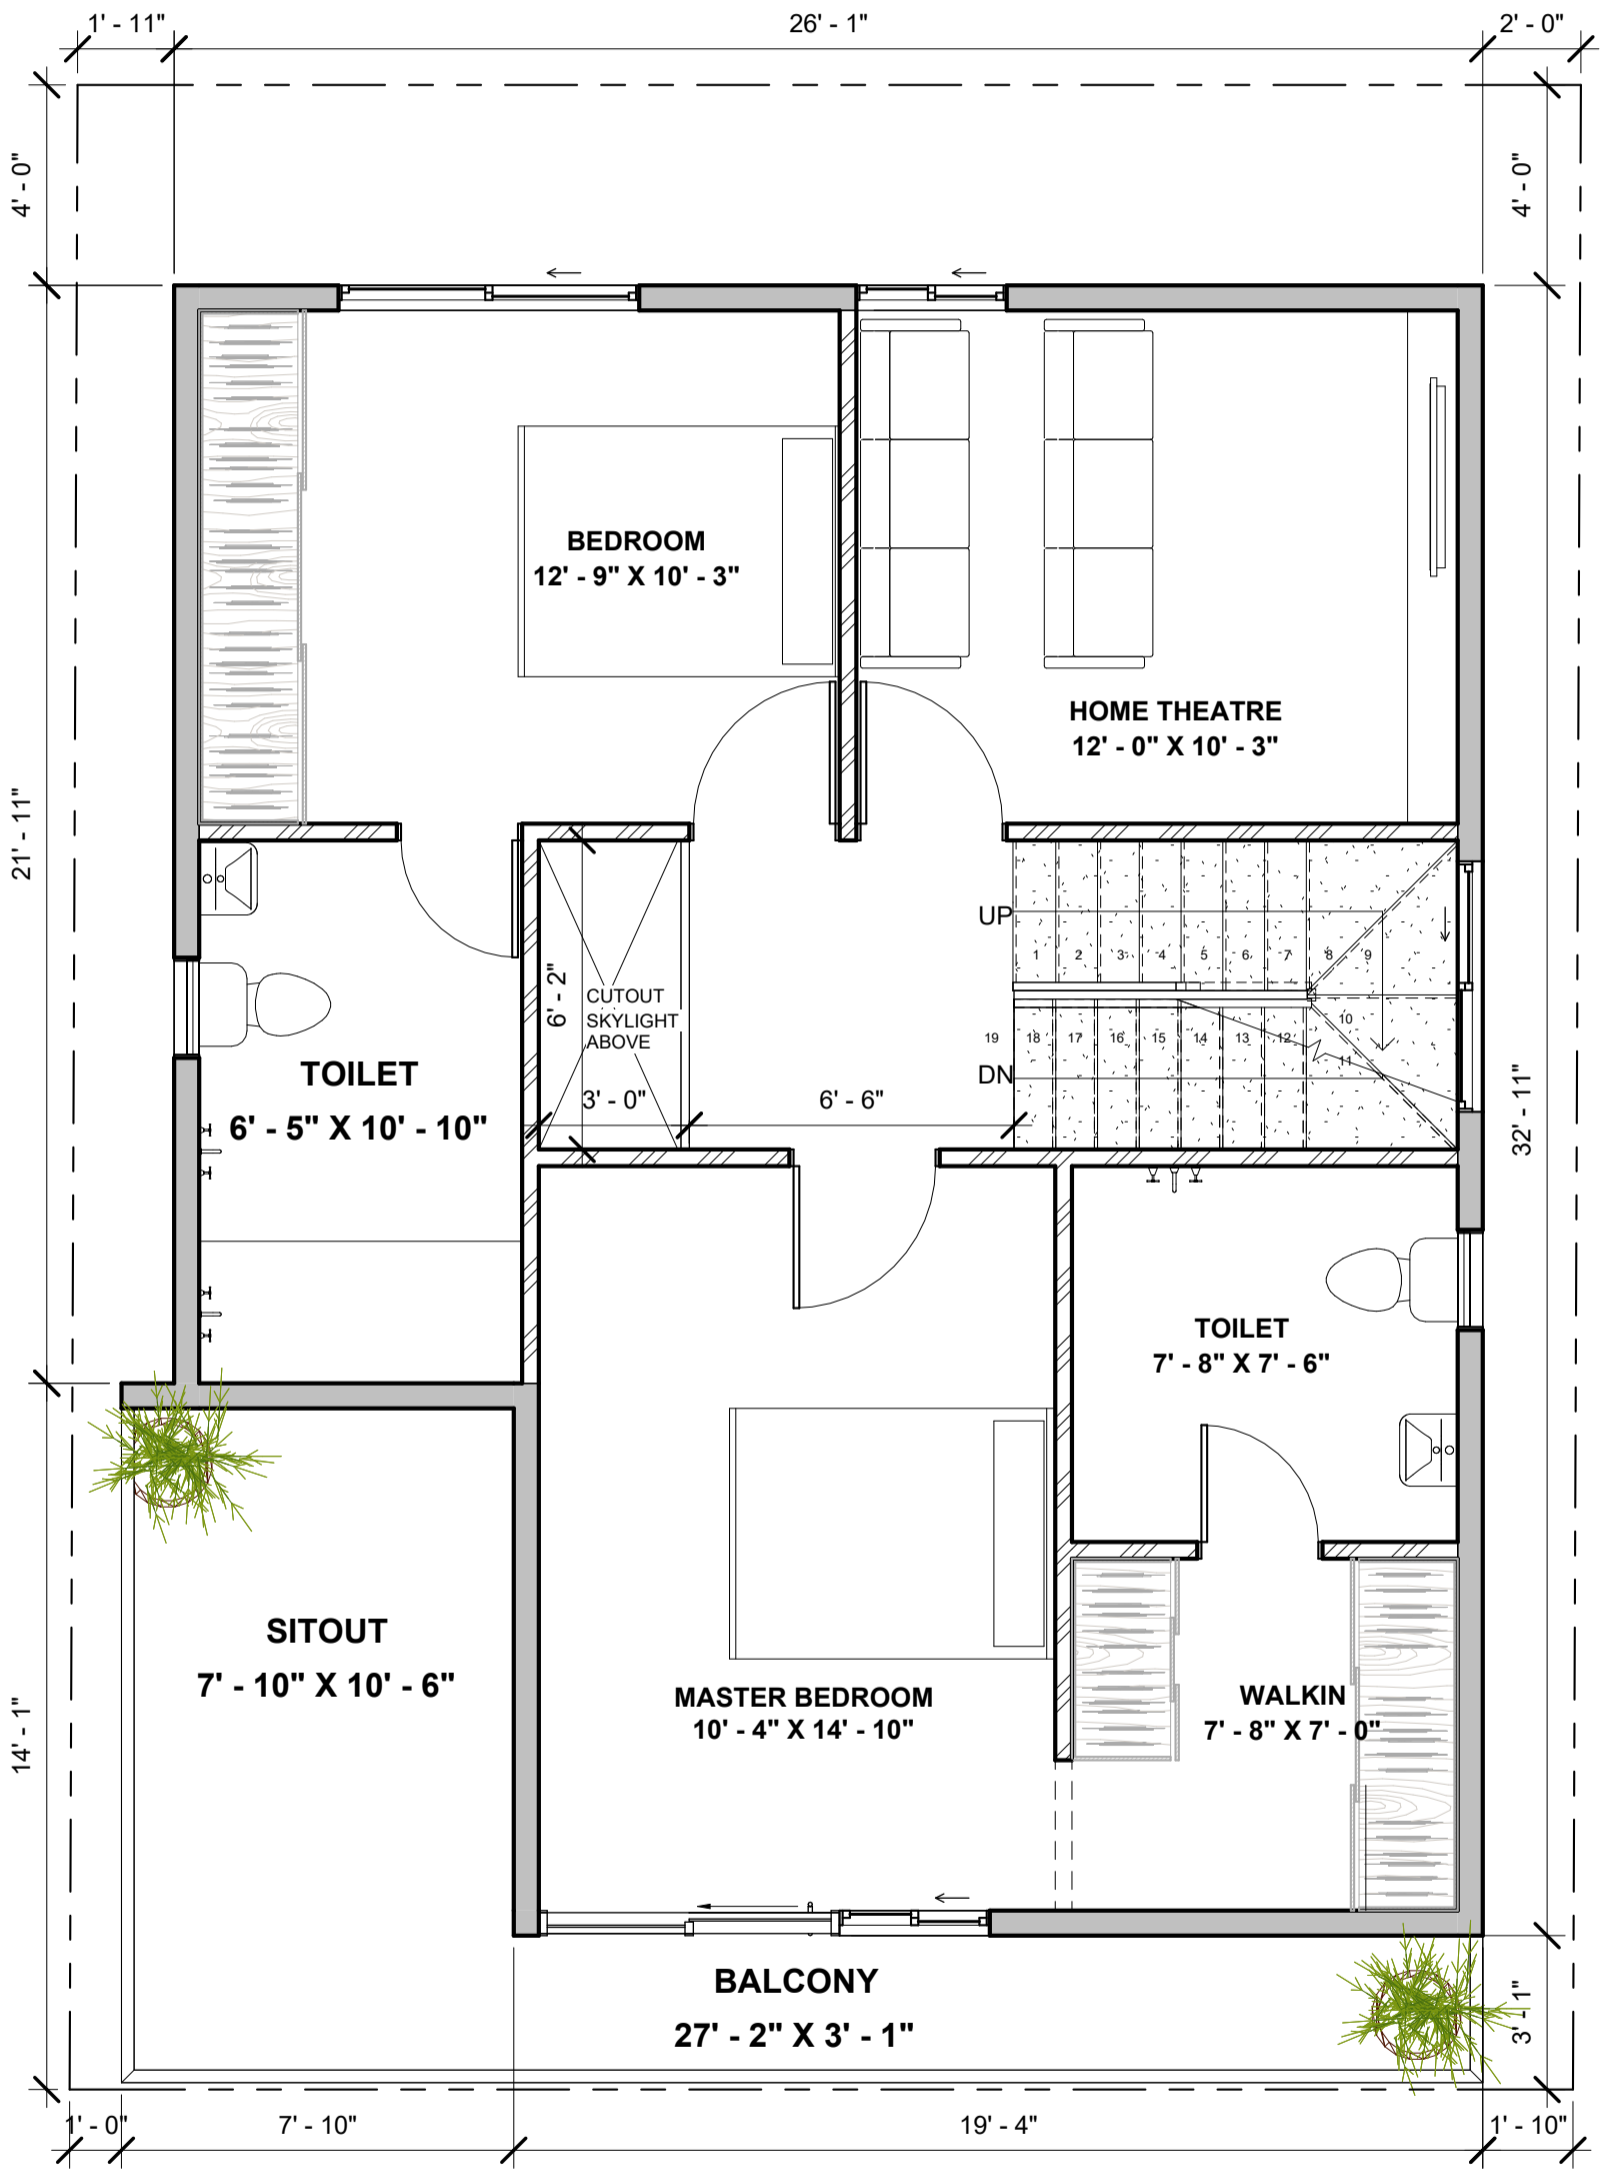 1' - 11"
26' - 1"
2' - 0"
4' - 0"
4' - 0"
BEDROOM
12' - 9" X 10' - 3"
HOME THEATRE
12' - 0" X 10' - 3"
21' - 11"
UP
1 2 3 4 5 6 7 8 9
6' - 2"
CUTOUT
SKYLIGHT
ABOVE
10
19 18 17 16 15 14 13 12
11
DN
TOILET
6' - 5" X 10' - 10"
3' - 0"
6' - 6"
32' - 11"
TOILET
7' - 8" X 7' - 6"
SITOUT
7' - 10" X 10' - 6"
MASTER BEDROOM
10' - 4" X 14' - 10"
WALKIN
7' - 8" X 7' - 0"
14' - 1"
BALCONY
27' - 2" X 3' - 1"
3' - 1"
1' - 0"
7' - 10"
19' - 4"
1' - 10"